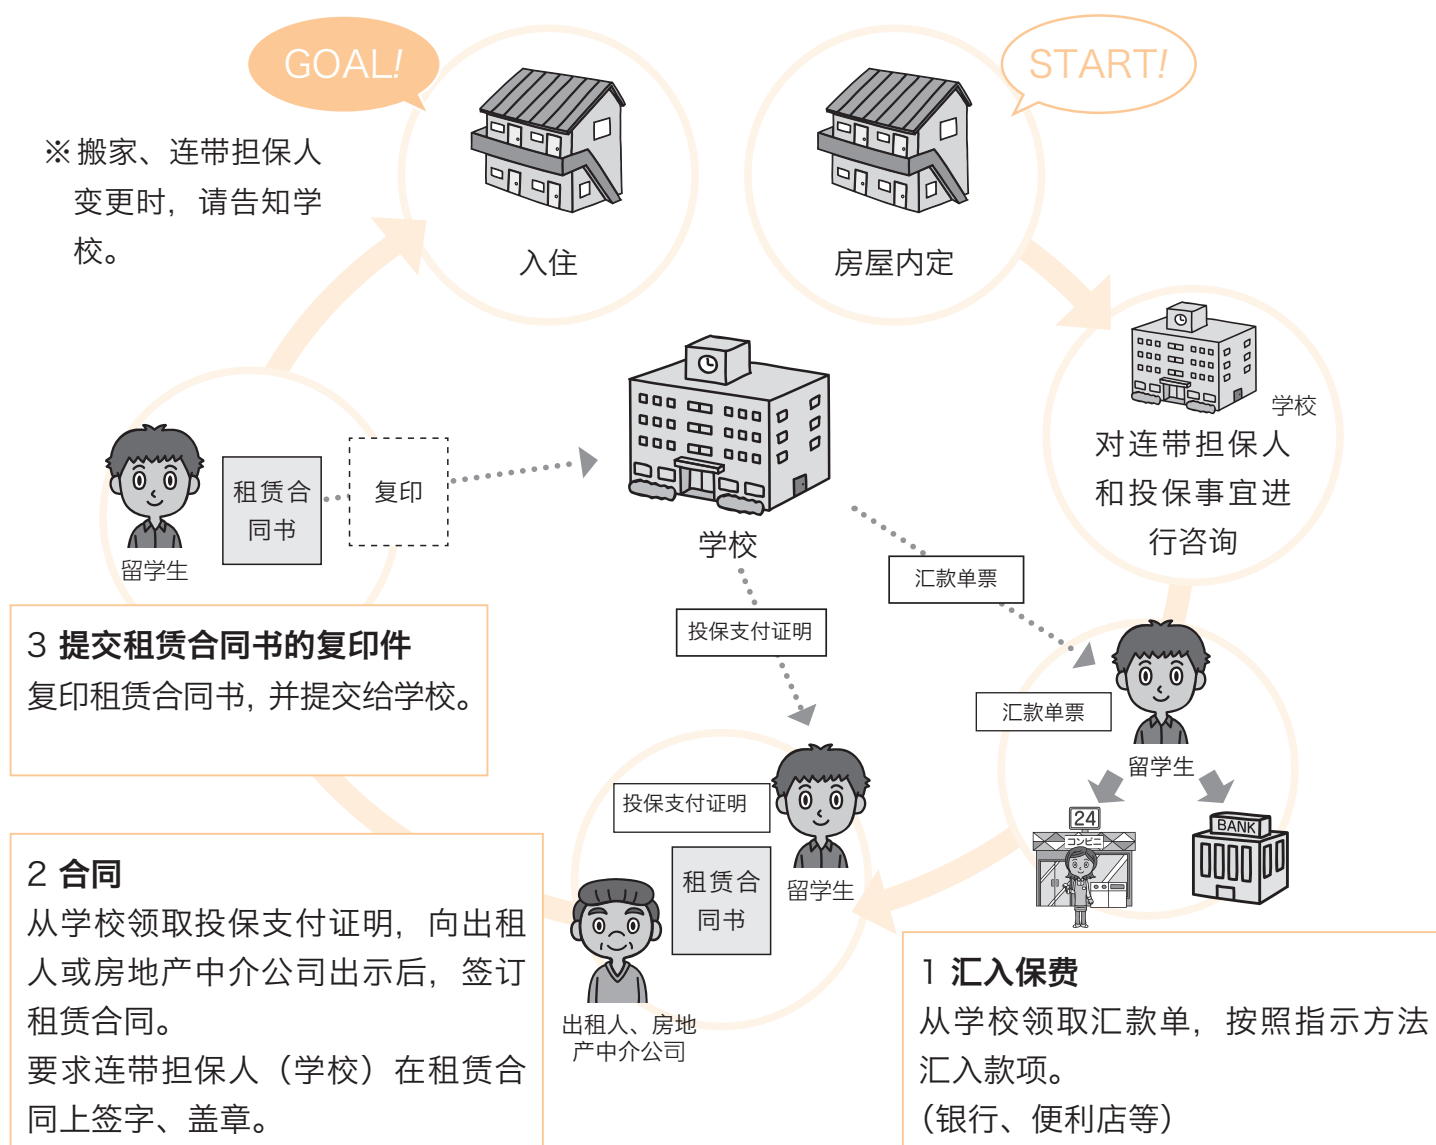 GOAL!
START!
※搬家、连带担保人
变更时，请告知学
校。
入住
房屋内定
学校
对连带担保人
和投保事宜进
行咨询
留学生
租赁合
同书
复印
学校
汇款单票
投保支付证明
汇款单票
留学生
24
コンビニ
BANK
3 提交租赁合同书的复印件
复印租赁合同书，并提交给学校。
投保支付证明
留学生
租赁合
同书
出租人、房地
产中介公司
2 合同
从学校领取投保支付证明，向出租
人或房地产中介公司出示后，签订
租赁合同。
要求连带担保人（学校）在租赁合
同上签字、盖章。
1 汇入保费
从学校领取汇款单，按照指示方法
汇入款项。
（银行、便利店等）